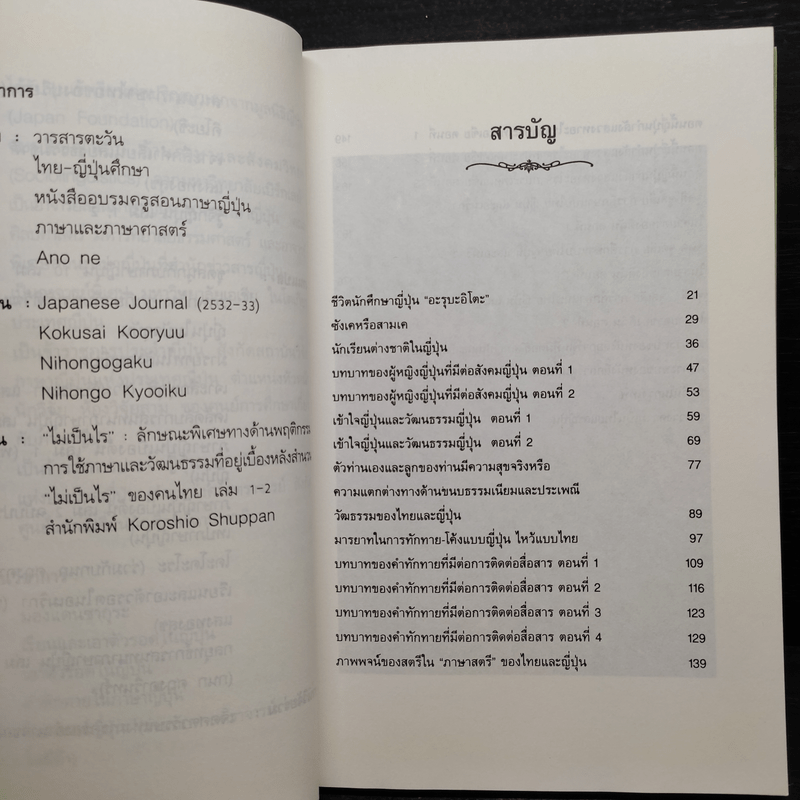 าการ
: วารสารตะวัน
ไทย-ญี่ปุ่นศึกษา
หนังสืออบรมครูสอนภาษาญี่ปุ่น
ภาษาและภาษาศาสตร์
Ano ne
น : Japanese Journal (2532-33)
Kokusai Kooryuu
Nihongogaku
Nihongo Kyooiku
น : "ไม่เป็นไร" : ลักษณะพิเศษทางด้านพฤติกรรม
การใช้ภาษาและวัฒนธรรมที่อยู่เบื้องหลังสำนวน
"ไม่เป็นไร" ของคนไทย เล่ม 1-2
สำนักพิมพ์ Koroshio Shuppan
สารบัญ
ชีวิตนักศึกษาญี่ปุ่น "อะรุบะอิโตะ" 21
ซังเคหรือสามเค 29
นักเรียนต่างชาติในญี่ปุ่น 36
บทบาทของผู้หญิงญี่ปุ่นที่มีต่อสังคมญี่ปุ่น ตอนที่ 1 47
บทบาทของผู้หญิงญี่ปุ่นที่มีต่อสังคมญี่ปุ่น ตอนที่ 2 53
เข้าใจญี่ปุ่นและวัฒนธรรมญี่ปุ่น ตอนที่ 1 59
เข้าใจญี่ปุ่นและวัฒนธรรมญี่ปุ่น ตอนที่ 2 69
ตัวท่านเองและลูกของท่านมีความสุขจริงหรือ 77
ความแตกต่างทางด้านขนบธรรมเนียมและประเพณี
วัฒนธรรมของไทยและญี่ปุ่น 89
มารยาทในการทักทาย-โค้งแบบญี่ปุ่น ไหว้แบบไทย 97
บทบาทของคำทักทายที่มีต่อการติดต่อสื่อสาร ตอนที่ 1 109
บทบาทของคำทักทายที่มีต่อการติดต่อสื่อสาร ตอนที่ 2 116
บทบาทของคำทักทายที่มีต่อการติดต่อสื่อสาร ตอนที่ 3 123
บทบาทของคำทักทายที่มีต่อการติดต่อสื่อสาร ตอนที่ 4 129
ภาพพจน์ของสตรีใน "ภาษาสตรี" ของไทยและญี่ปุ่น 139